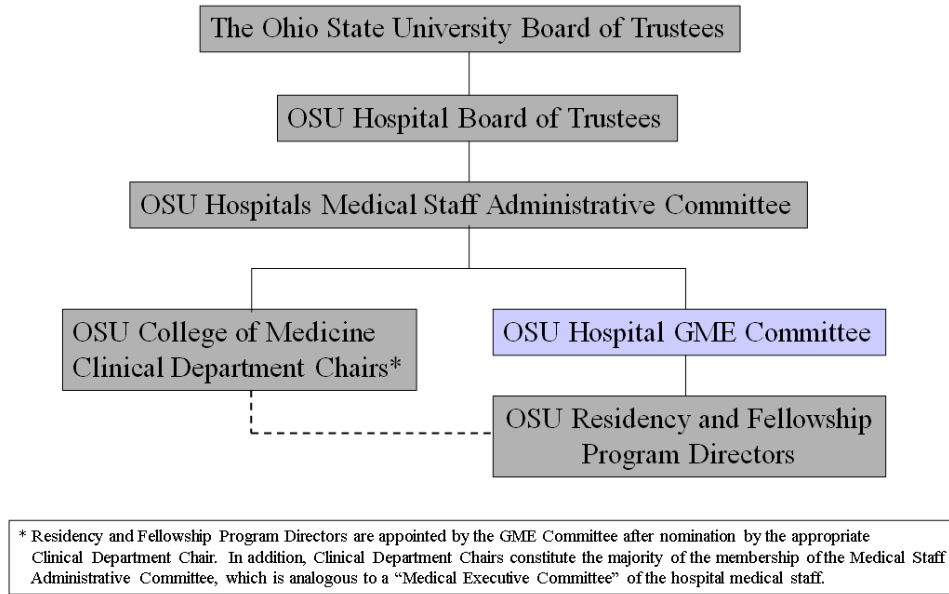 The Ohio State University Board of Trustees
OSU Hospital Board of Trustees
OSU Hospitals Medical Staff Administrative Committee
OSU College of Medicine
Clinical Department Chairs*
OSU Hospital GME Committee
OSU Residency and Fellowship
Program Directors
* Residency and Fellowship Program Directors are appointed by the GME Committee after nomination by the appropriate
Clinical Department Chair. In addition, Clinical Department Chairs constitute the majority of the membership of the Medical Staff
Administrative Committee, which is analogous to a “Medical Executive Committee” of the hospital medical staff.